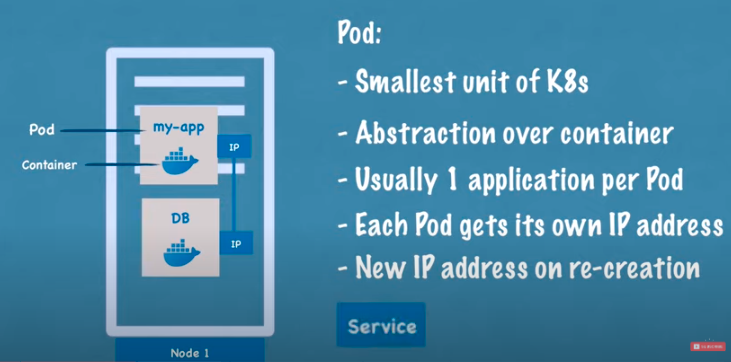 Pod:
- Smallest unit of K8s
- Abstraction over container
- Usually 1 application per Pod
- Each Pod gets its own IP address
- New IP address on re-creation
Service
Pod
Container
my-app
IP
DB
IP
Node 1